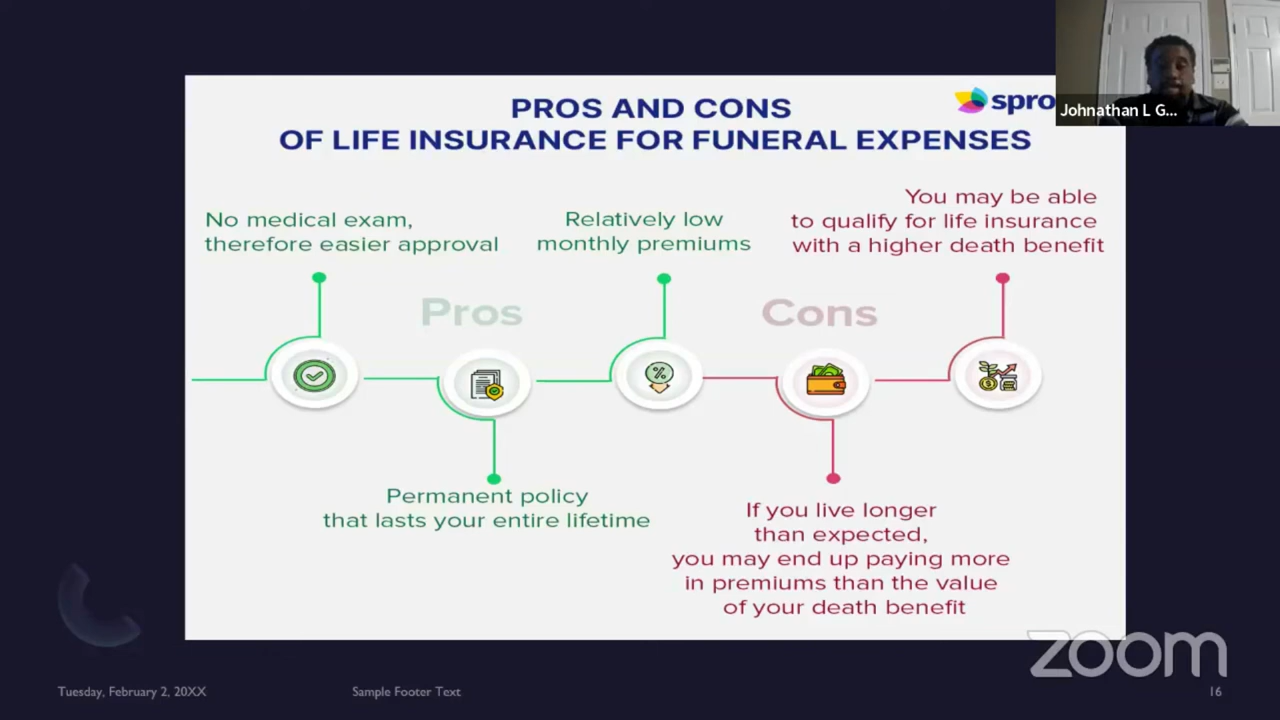 PROS AND CONS
OF LIFE INSURANCE FOR FUNERAL EXPENSES
spro
Johnathan L G...
No medical exam,
therefore easier approval
Relatively low
monthly premiums
You may be able
to qualify for life insurance
with a higher death benefit
Pros
Cons
%
Permanent policy
that lasts your entire lifetime
If you live longer
than expected,
you may end up paying more
in premiums than the value
of your death benefit
zoom
Tuesday, February 2, 20XX
Sample Footer Text
16